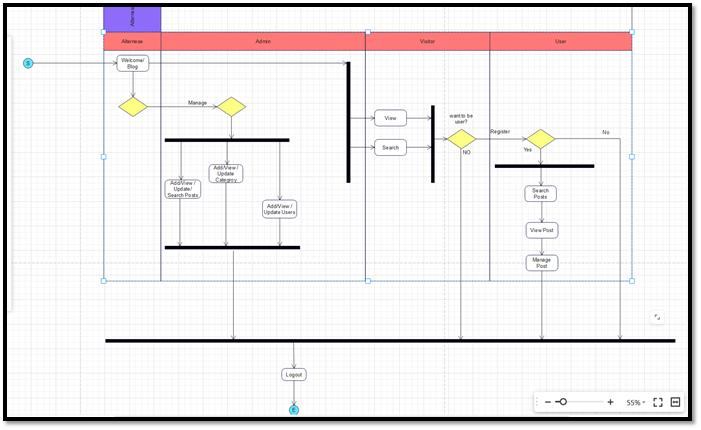 Alternese
Alternese
Admin
Visitor
User
S
Welcome/
Blog
Manage
Add/View /
Update/
Search Posts
Add/View /
Update
Category
Add/View /
Update Users
View
Search
want to be
user?
NO
Register
Yes
No
Search
Posts
View Post
Manage
Post
Logout
E
55%